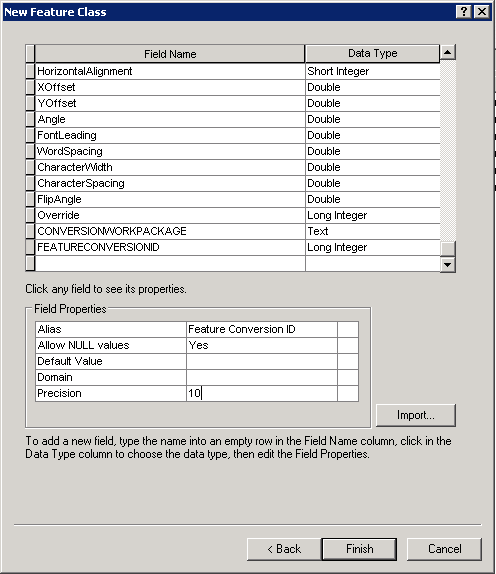 New Feature Class
Field Name Data Type
HorizontalAlignment Short Integer
XOffset Double
YOffset Double
Angle Double
FontLeading Double
WordSpacing Double
CharacterWidth Double
CharacterSpacing Double
FlipAngle Double
Override Long Integer
CONVERSIONWORKPACKAGE Text
FEATURECONVERSIONID Long Integer
Click any field to see its properties.
Field Properties
Alias Feature Conversion ID
Allow NULL values Yes
Default Value
Domain
Precision 10
Import...
To add a new field, type the name into an empty row in the Field Name column, click in the
Data Type column to choose the data type, then edit the Field Properties.
< Back Finish Cancel